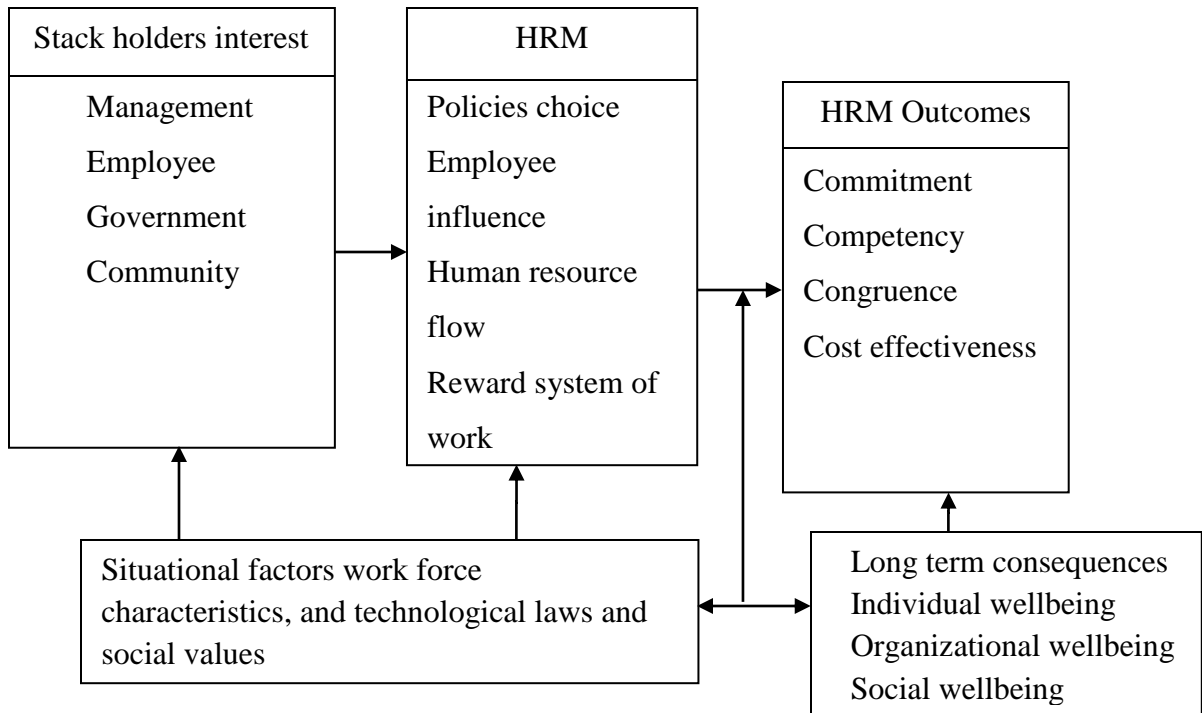 Stack holders interest
Management
Employee
Government
Community
HRM
Policies choice
Employee
influence
Human resource
flow
Reward system of
work
HRM Outcomes
Commitment
Competency
Congruence
Cost effectiveness
Situational factors work force
characteristics, and technological laws and
social values
Long term consequences
Individual wellbeing
Organizational wellbeing
Social wellbeing